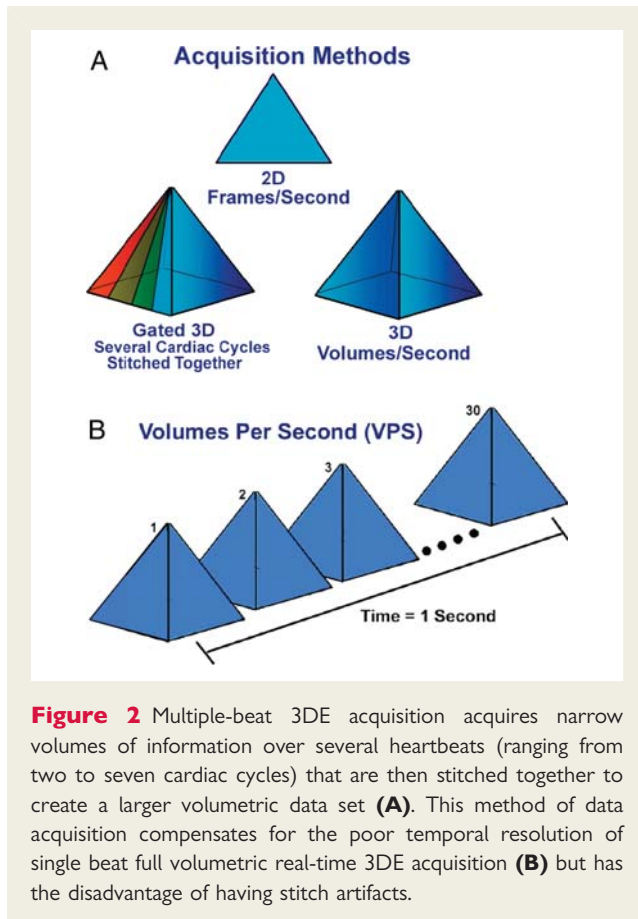 A
Acquisition Methods
2D
Frames/Second
Gated 3D
Several Cardiac Cycles
Stitched Together
3D
Volumes/Second
B
Volumes Per Second (VPS)
1
2
3
30
Time = 1 Second
Figure 2 Multiple-beat 3DE acquisition acquires narrow
volumes of information over several heartbeats (ranging from
two to seven cardiac cycles) that are then stitched together to
create a larger volumetric data set (A). This method of data
acquisition compensates for the poor temporal resolution of
single beat full volumetric real-time 3DE acquisition (B) but has
the disadvantage of having stitch artifacts.